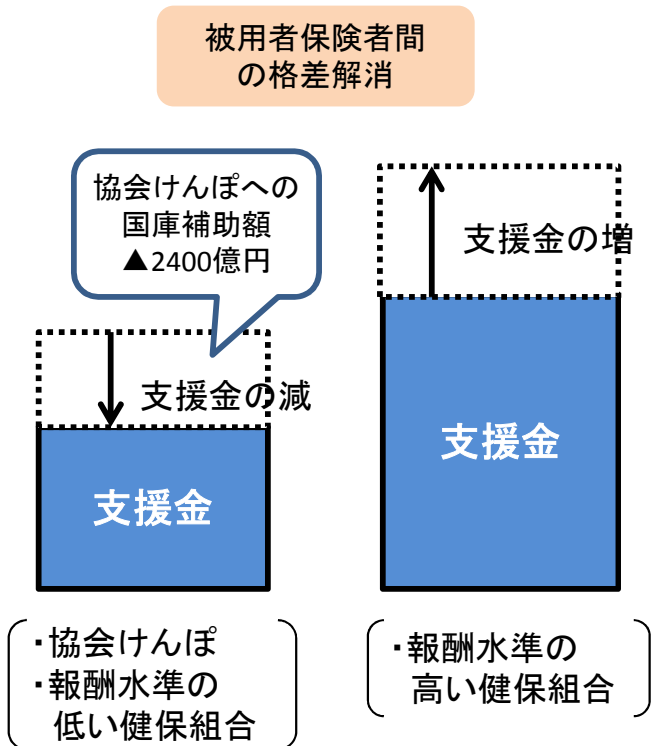 被用者保険者間
の格差解消
協会けんぽへの
国庫補助額
▲2400億円
支援金の減
支援金
・協会けんぽ
・報酬水準の
低い健保組合
支援金の増
支援金
・報酬水準の
高い健保組合